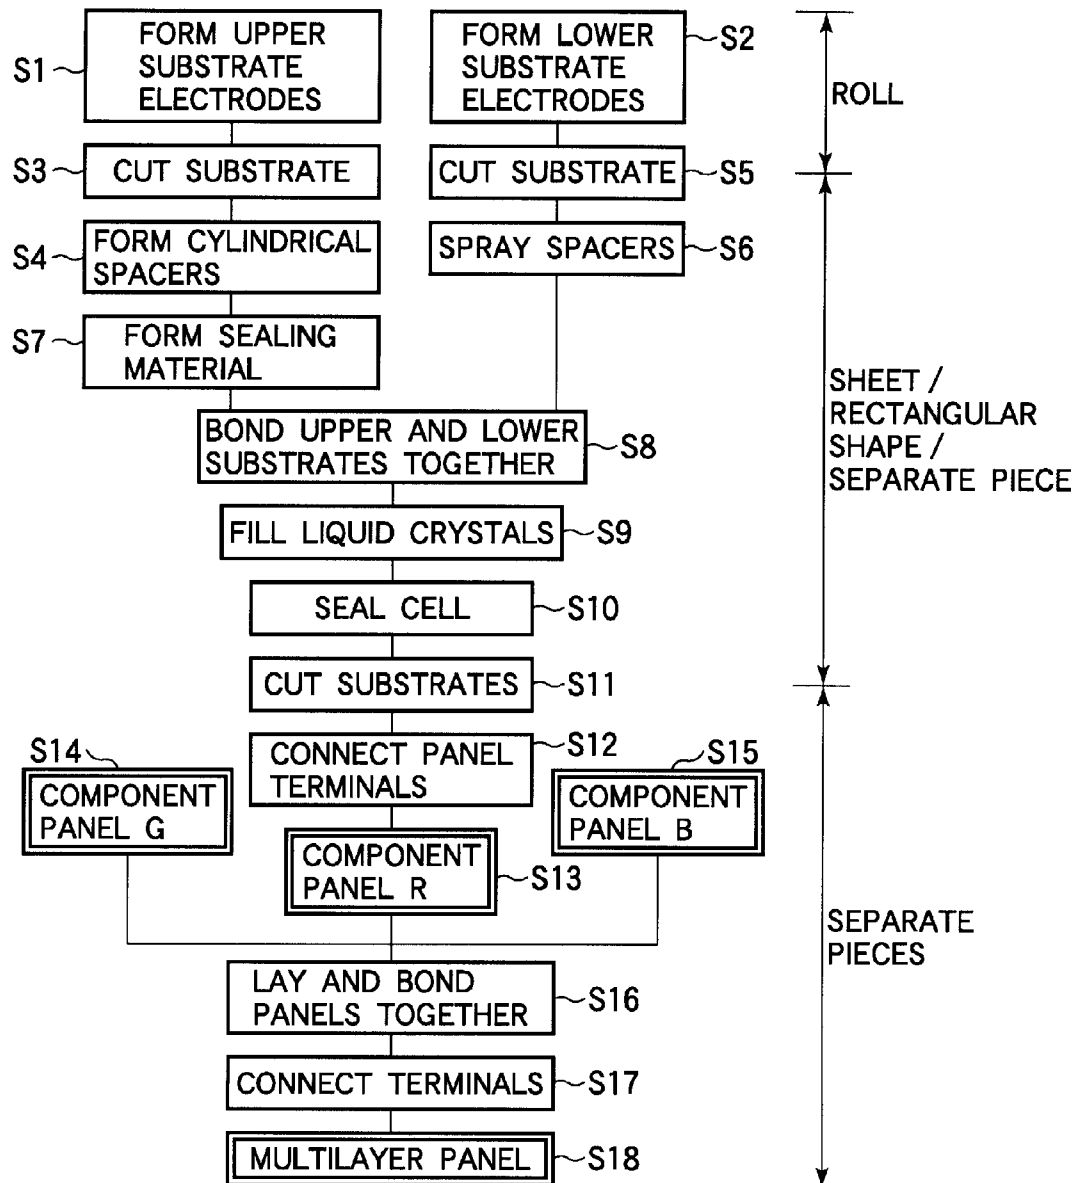 S1
FORM UPPER
SUBSTRATE
ELECTRODES
FORM LOWER
SUBSTRATE
ELECTRODES
S2
ROLL
S3
CUT SUBSTRATE
CUT SUBSTRATE
S5
S4
FORM CYLINDRICAL
SPACERS
SPRAY SPACERS
S6
S7
FORM SEALING
MATERIAL
SHEET /
RECTANGULAR
SHAPE /
SEPARATE PIECE
BOND UPPER AND LOWER
SUBSTRATES TOGETHER
S8
FILL LIQUID CRYSTALS
S9
SEAL CELL
S10
CUT SUBSTRATES
S11
CONNECT PANEL
TERMINALS
S12
S14
COMPONENT
PANEL G
S15
COMPONENT
PANEL B
COMPONENT
PANEL R
S13
SEPARATE
PIECES
LAY AND BOND
PANELS TOGETHER
S16
CONNECT TERMINALS
S17
MULTILAYER PANEL
S18